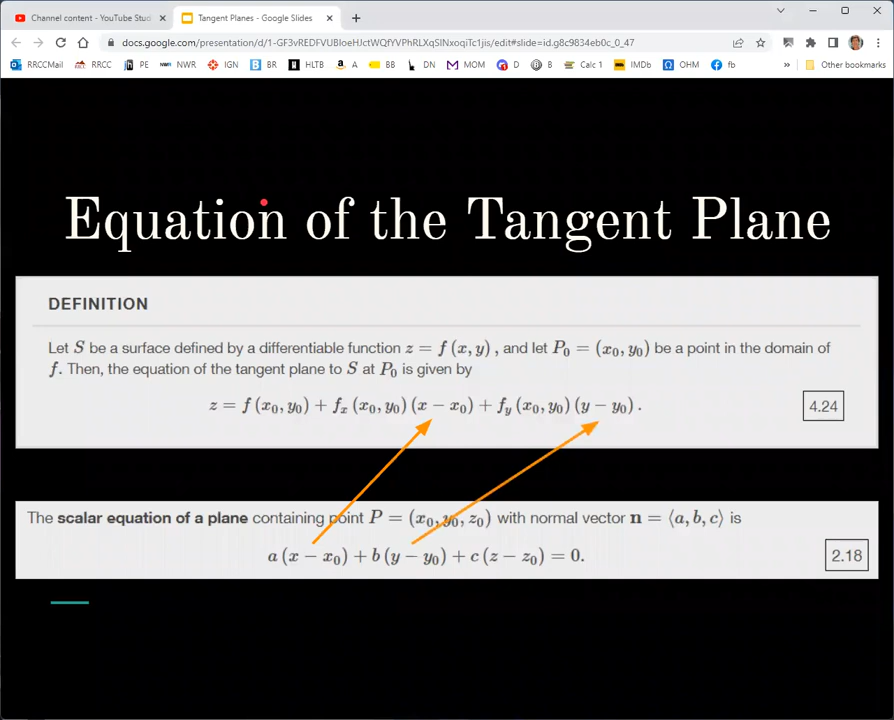 Channel content - YouTube Stud
Tangent Planes - Google Slides
docs.google.com/presentation/d/1-GF3vREDFVUBIoeHJctWQfYVPhRLXqSINxoqiTc1jis/edit#slide=id.g8c9834eb0c_0_47
RRCCMail RRCC PE NWR IGN BR HLTB A BB DN MOM D B Calc 1 IMDb OHM fb » Other bookmarks
Equation of the Tangent Plane
DEFINITION
Let S be a surface defined by a differentiable function z = f (x, y) , and let P₀ = (x₀, y₀) be a point in the domain of
f. Then, the equation of the tangent plane to S at P₀ is given by
z = f (x₀, y₀) + fₓ (x₀, y₀) (x − x₀) + f_y (x₀, y₀) (y − y₀) .
4.24
The scalar equation of a plane containing point P = (x₀, y₀, z₀) with normal vector n = ⟨a, b, c⟩ is
a (x − x₀) + b (y − y₀) + c (z − z₀) = 0.
2.18